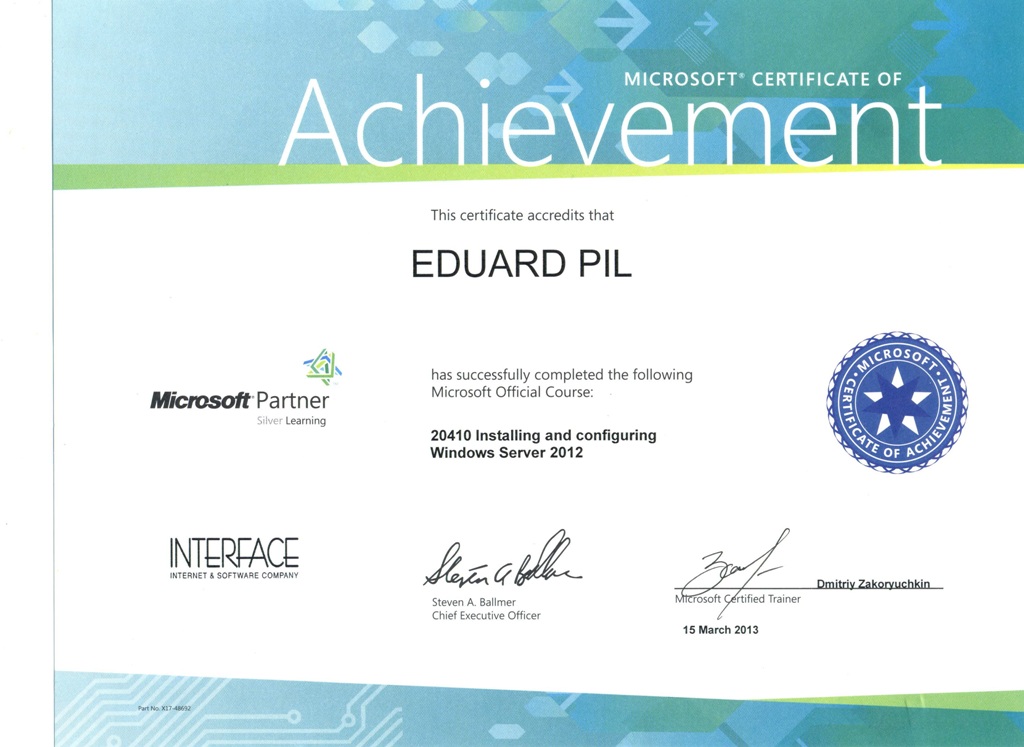 MICROSOFT® CERTIFICATE OF
Achievement
This certificate accredits that
EDUARD PIL
Microsoft Partner
Silver Learning
has successfully completed the following
Microsoft Official Course:
20410 Installing and configuring
Windows Server 2012
MICROSOFT
CERTIFICATE OF ACHIEVEMENT
INTERFACE
INTERNET & SOFTWARE COMPANY
Steven A Ballmer
Steven A. Ballmer
Chief Executive Officer
Dmitriy Zakoryuchkin
Microsoft Certified Trainer
15 March 2013
Part No. X17-48692